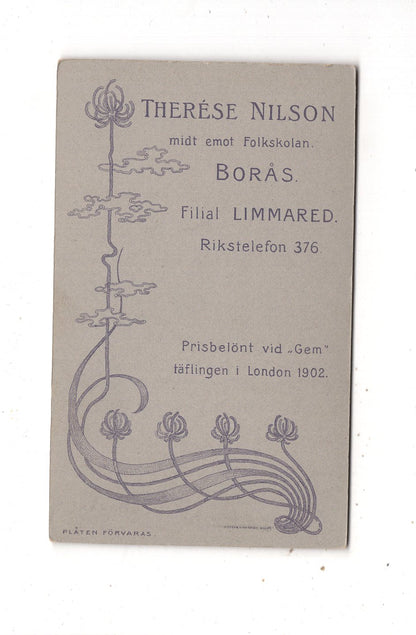 THERÉSE NILSON
midt emot Folkskolan.
BORÅS.
Filial LIMMARED.
Rikstelefon 376.
Prisbelönt vid „Gem"
täflingen i London 1902.
PLÅTEN FÖRVARAS.